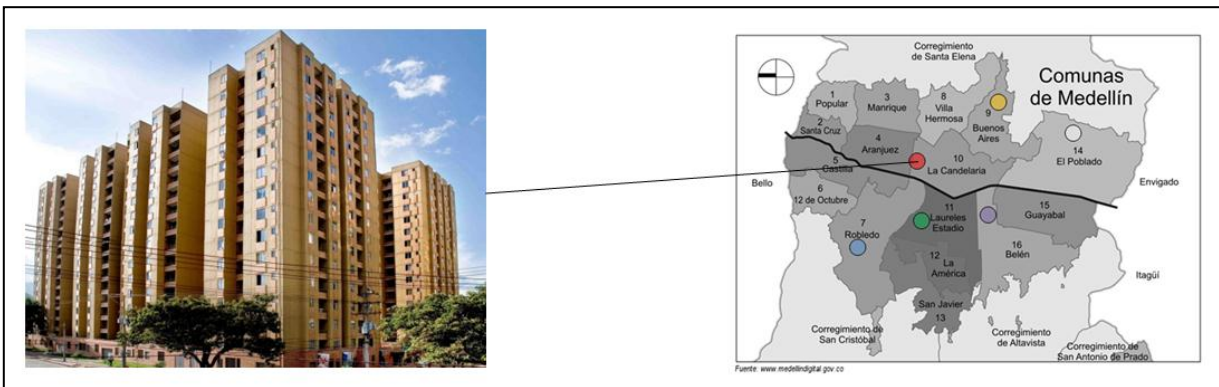 Corregimiento
de Santa Elena
Comunas
de Medellín
1
Popular
3
Manrique
8
Villa
Hermosa
9
Buenos
Aires
2
Santa Cruz
4
Aranjuez
14
El Poblado
5
Castilla
10
La Candelaria
Bello
Envigado
6
12 de Octubre
11
Laureles
Estadio
15
Guayabal
7
Robledo
16
Belén
12
La
América
Itagüí
San Javier
13
Corregimiento de
San Cristóbal
Corregimiento
de Altavista
Corregimiento de
San Antonio de Prado
Fuente: www.medellindigital.gov.co